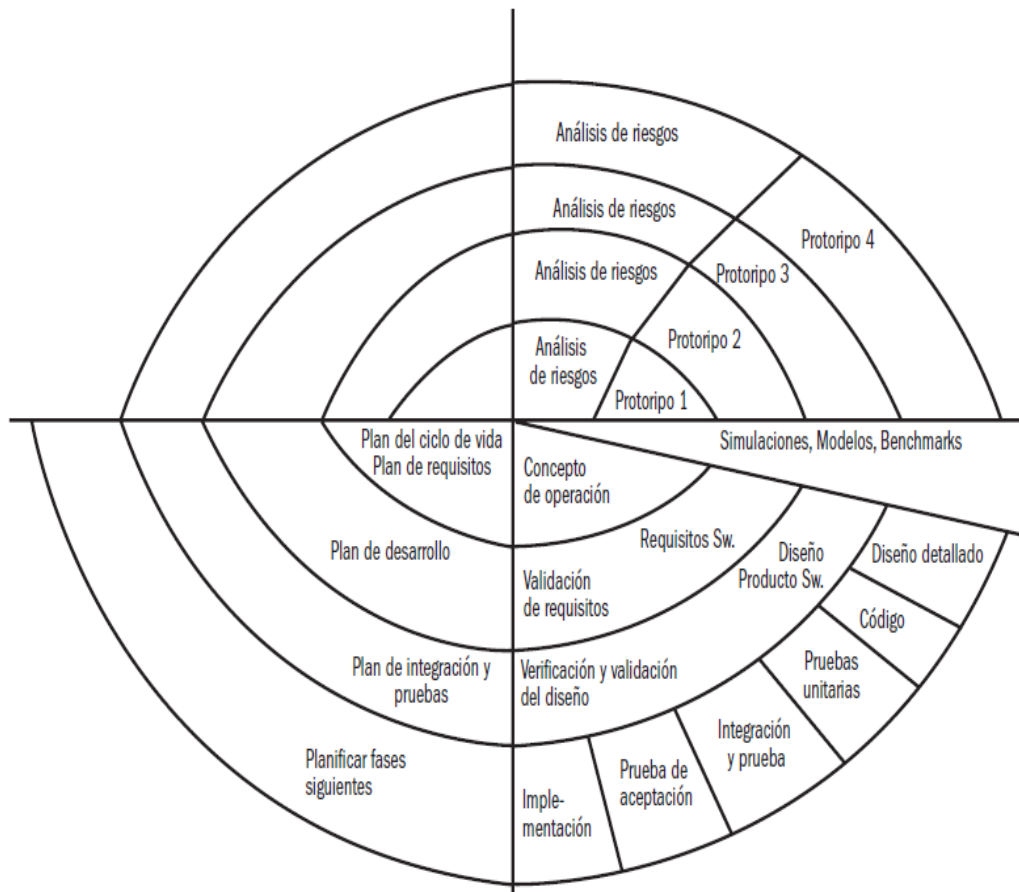 Análisis de riesgos
Análisis de riesgos
Análisis de riesgos
Análisis
de riesgos
Protoripo 1
Protoripo 2
Protoripo 3
Protoripo 4
Simulaciones, Modelos, Benchmarks
Plan del ciclo de vida
Plan de requisitos
Concepto
de operación
Plan de desarrollo
Requisitos Sw.
Validación
de requisitos
Diseño
Producto Sw.
Diseño detallado
Código
Pruebas
unitarias
Integración
y prueba
Prueba de
aceptación
Imple-
mentación
Plan de integración y
pruebas
Verificación y validación
del diseño
Planificar fases
siguientes